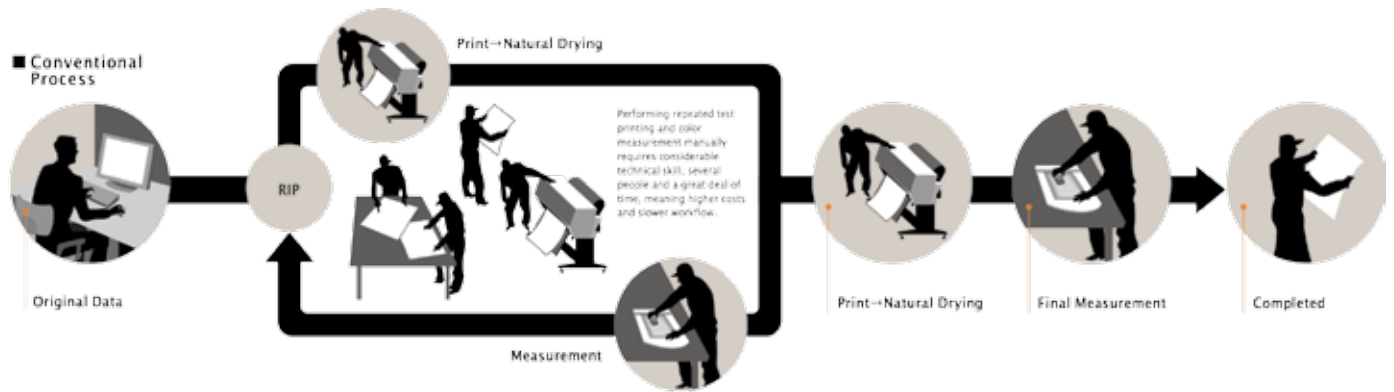 ■ Conventional
Process
Print→Natural Drying
Performing repeated test
printing and color
measurement manually
requires considerable
technical skill, several
people and a great deal of
time, meaning higher costs
and slower workflow.
RIP
Original Data
Measurement
Print→Natural Drying
Final Measurement
Completed